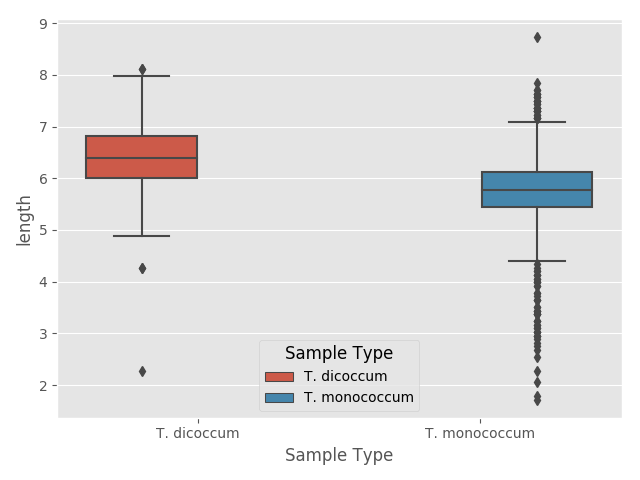 9
8
7
6
5
4
3
2
length
Sample Type
T. dicoccum
T. monococcum
T. dicoccum
T. monococcum
Sample Type